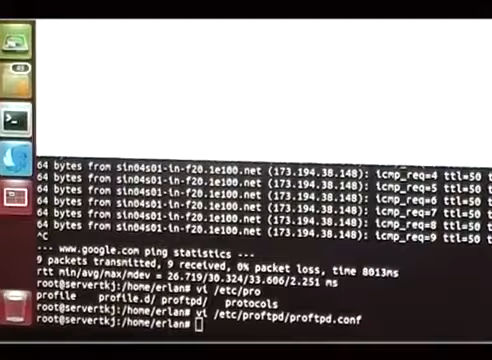 64 bytes from sin04s01-in-f20.1e100.net (173.194.38.148): icmp_req=4 ttl=50
64 bytes from sin04s01-in-f20.1e100.net (173.194.38.148): icmp_req=5 ttl=50
64 bytes from sin04s01-in-f20.1e100.net (173.194.38.148): icmp_req=6 ttl=50
64 bytes from sin04s01-in-f20.1e100.net (173.194.38.148): icmp_req=7 ttl=50
64 bytes from sin04s01-in-f20.1e100.net (173.194.38.148): icmp_req=8 ttl=50
64 bytes from sin04s01-in-f20.1e100.net (173.194.38.148): icmp_req=9 ttl=50
^C
--- www.google.com ping statistics ---
9 packets transmitted, 9 received, 0% packet loss, time 8013ms
rtt min/avg/max/mdev = 26.719/30.324/33.606/2.251 ms
root@servertkj:/home/erlan# vi /etc/pro
profile profile.d/ proftpd/ protocols
root@servertkj:/home/erlan# vi /etc/proftpd/proftpd.conf
root@servertkj:/home/erlan#